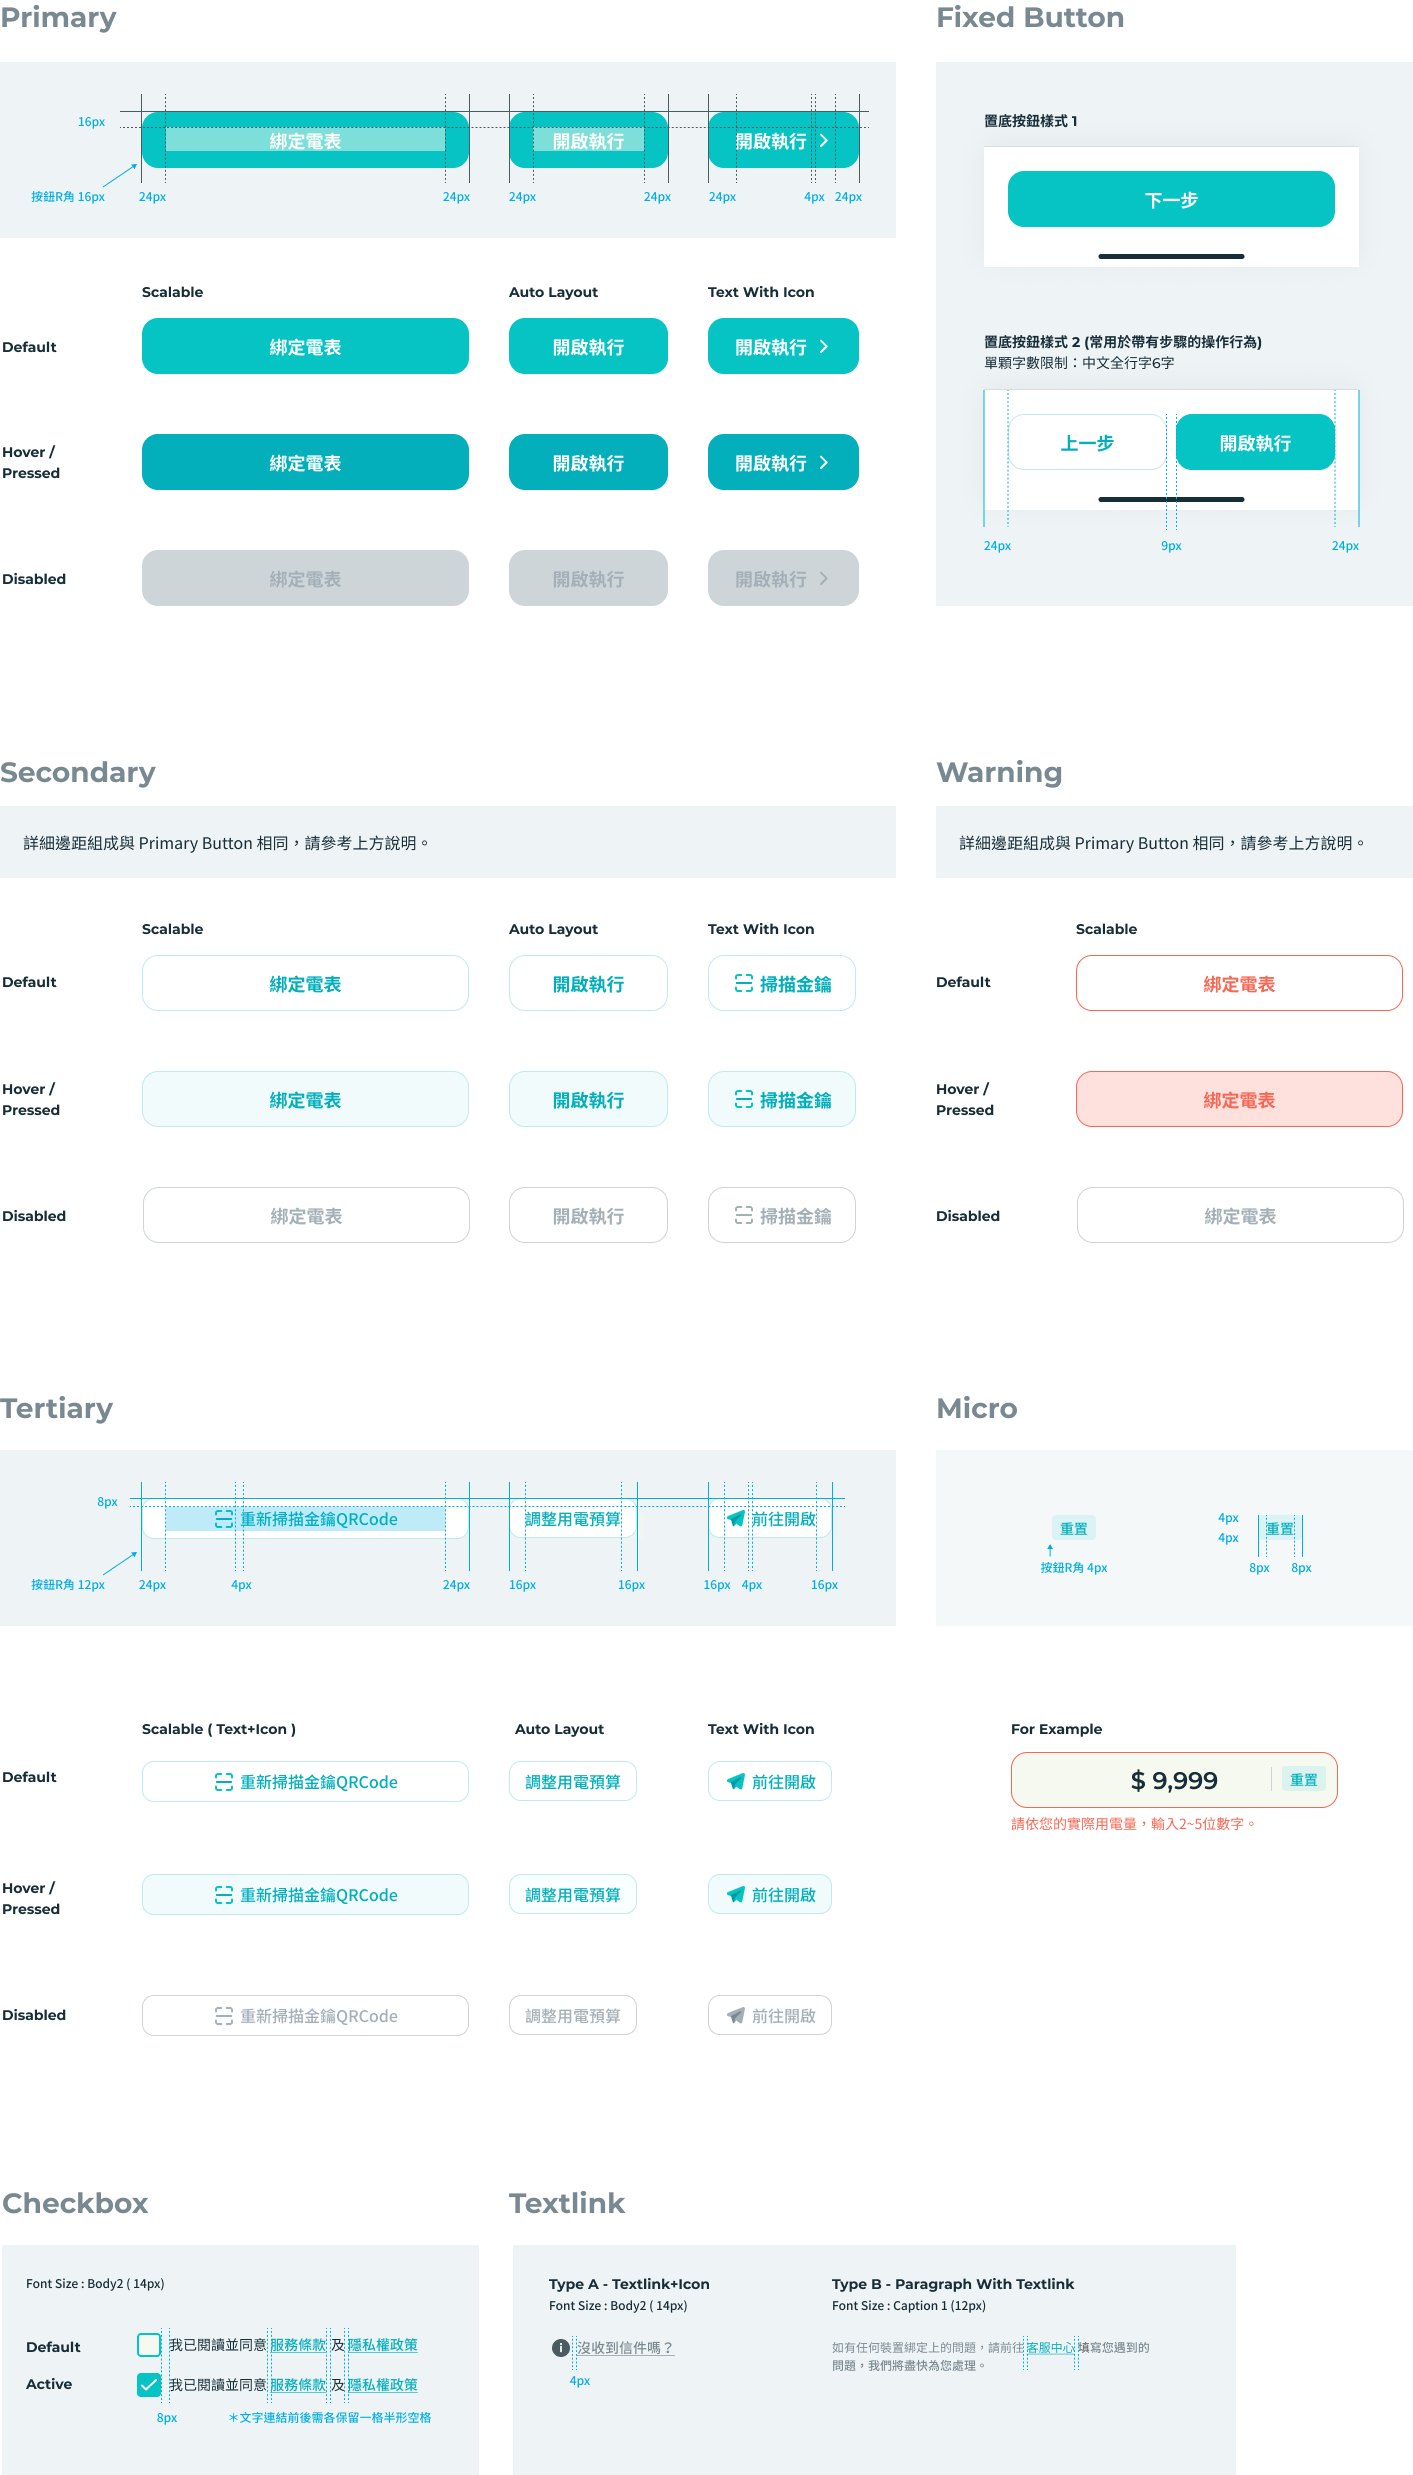 Primary
16px
綁定電表
開啟執行
開啟執行
按鈕R角 16px
24px
24px
24px
24px
24px
4px
24px
Scalable
Auto Layout
Text With Icon
Default
綁定電表
開啟執行
開啟執行
Hover /
Pressed
綁定電表
開啟執行
開啟執行
Disabled
綁定電表
開啟執行
開啟執行
Fixed Button
置底按鈕樣式 1
下一步
置底按鈕樣式 2 (常用於帶有步驟的操作行為)
單顆字數限制：中文全行字6字
上一步
開啟執行
24px
9px
24px
Secondary
詳細邊距組成與 Primary Button 相同，請參考上方說明。
Scalable
Auto Layout
Text With Icon
Default
綁定電表
開啟執行
掃描金鑰
Hover /
Pressed
綁定電表
開啟執行
掃描金鑰
Disabled
綁定電表
開啟執行
掃描金鑰
Warning
詳細邊距組成與 Primary Button 相同，請參考上方說明。
Scalable
Default
綁定電表
Hover /
Pressed
綁定電表
Disabled
綁定電表
Tertiary
8px
重新掃描金鑰QRCode
調整用電預算
前往開啟
按鈕R角 12px
24px
4px
24px
16px
16px
16px
4px
16px
Scalable ( Text+Icon )
Auto Layout
Text With Icon
Default
重新掃描金鑰QRCode
調整用電預算
前往開啟
Hover /
Pressed
重新掃描金鑰QRCode
調整用電預算
前往開啟
Disabled
重新掃描金鑰QRCode
調整用電預算
前往開啟
Micro
重置
按鈕R角 4px
4px
4px
重置
8px
8px
For Example
$ 9,999
重置
請依您的實際用電量，輸入2~5位數字。
Checkbox
Font Size : Body2 ( 14px)
Default
我已閱讀並同意 服務條款 及 隱私權政策
Active
我已閱讀並同意 服務條款 及 隱私權政策
8px
＊文字連結前後需各保留一格半形空格
Textlink
Type A - Textlink+Icon
Font Size : Body2 ( 14px)
沒收到信件嗎？
4px
Type B - Paragraph With Textlink
Font Size : Caption 1 (12px)
如有任何裝置綁定上的問題，請前往 客服中心 填寫您遇到的
問題，我們將盡快為您處理。